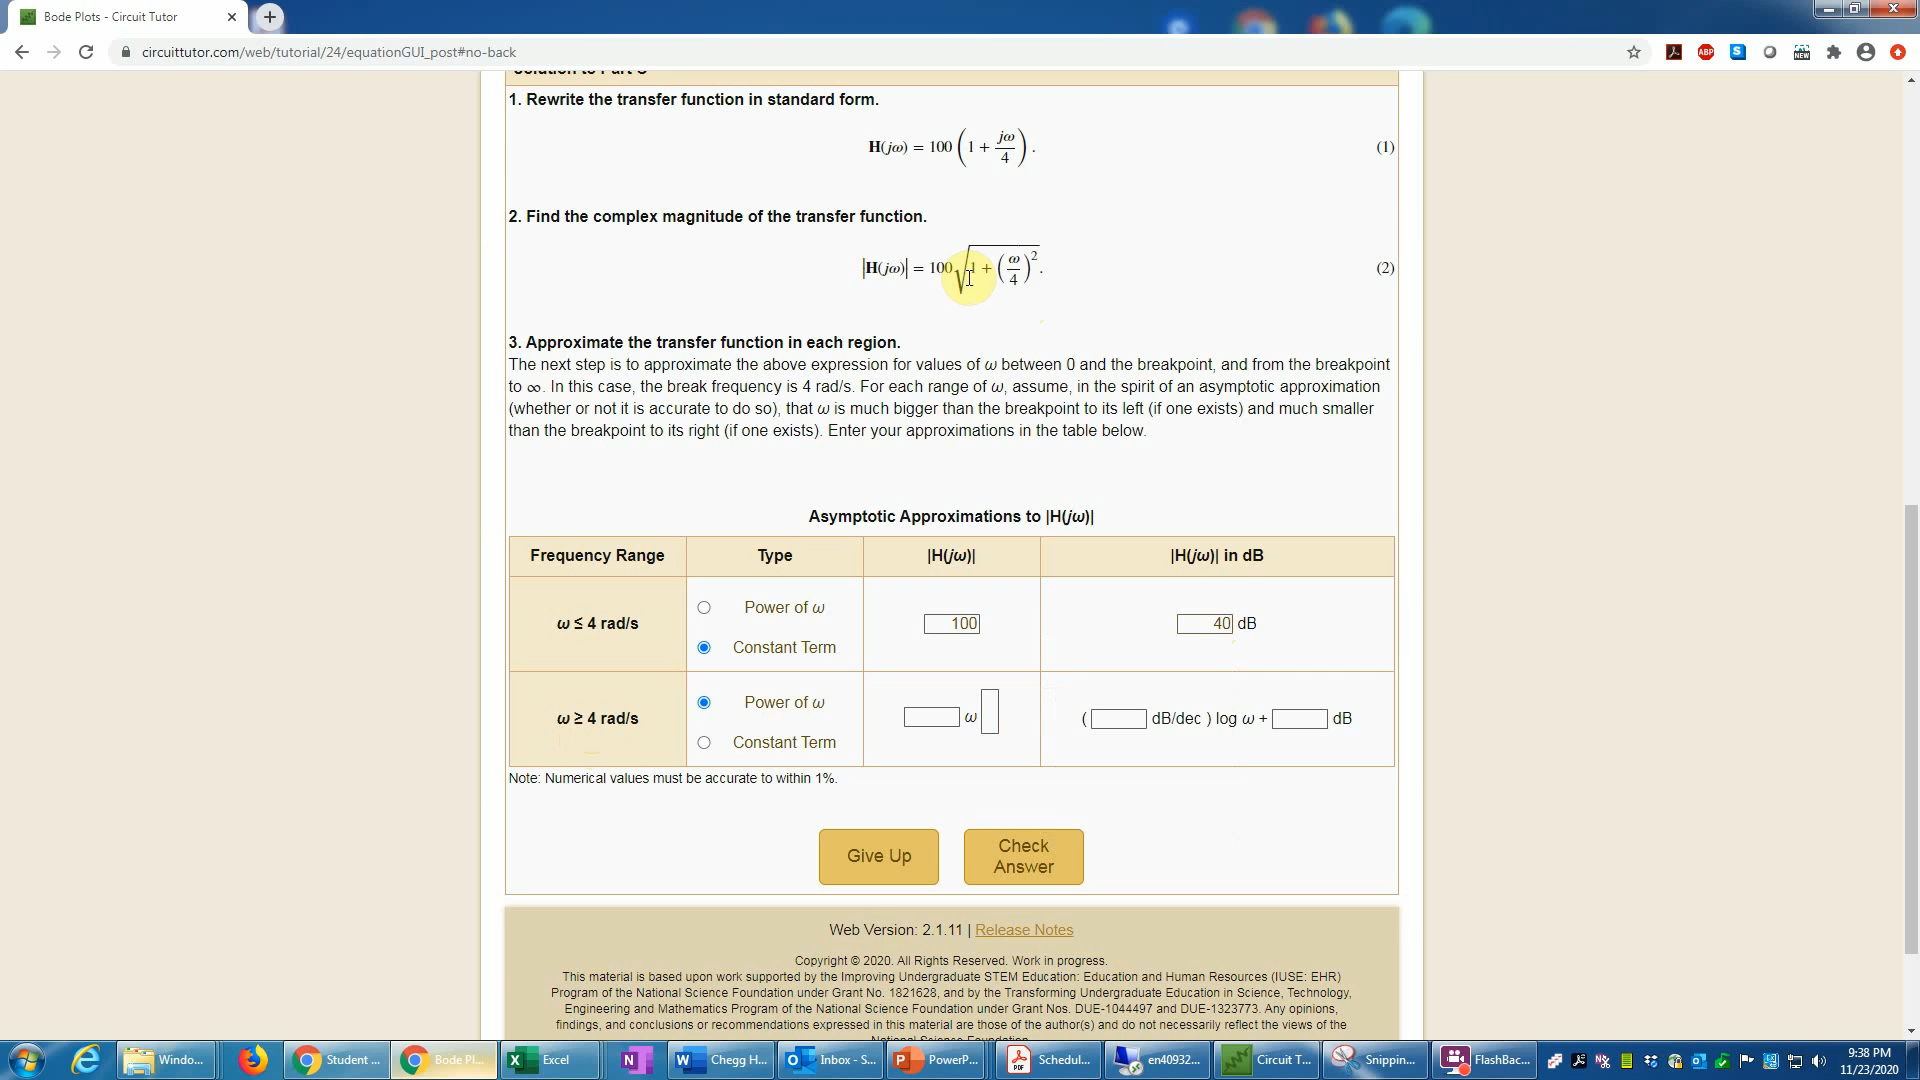 Bode Plots - Circuit Tutor
circuittutor.com/web/tutorial/24/equationGUI_post#no-back
Solution to Part C
1. Rewrite the transfer function in standard form.
H(jω) = 100 (1 + jω/4). (1)
2. Find the complex magnitude of the transfer function.
|H(jω)| = 100 √(1 + (ω/4)²). (2)
3. Approximate the transfer function in each region.
The next step is to approximate the above expression for values of ω between 0 and the breakpoint, and from the breakpoint
to ∞. In this case, the break frequency is 4 rad/s. For each range of ω, assume, in the spirit of an asymptotic approximation
(whether or not it is accurate to do so), that ω is much bigger than the breakpoint to its left (if one exists) and much smaller
than the breakpoint to its right (if one exists). Enter your approximations in the table below.
Asymptotic Approximations to |H(jω)|
Frequency Range Type |H(jω)| |H(jω)| in dB
ω ≤ 4 rad/s Power of ω 100 40 dB
Constant Term
ω ≥ 4 rad/s Power of ω ω ( dB/dec ) log ω + dB
Constant Term
Note: Numerical values must be accurate to within 1%.
Give Up
Check
Answer
Web Version: 2.1.11 | Release Notes
Copyright © 2020. All Rights Reserved. Work in progress.
This material is based upon work supported by the Improving Undergraduate STEM Education: Education and Human Resources (IUSE: EHR)
Program of the National Science Foundation under Grant No. 1821628, and by the Transforming Undergraduate Education in Science, Technology,
Engineering and Mathematics Program of the National Science Foundation under Grant Nos. DUE-1044497 and DUE-1323773. Any opinions,
findings, and conclusions or recommendations expressed in this material are those of the author(s) and do not necessarily reflect the views of the
National Science Foundation.
Windo... Student ... Bode Pl... Excel Chegg H... Inbox - S... PowerP... Schedul... en40932... Circuit T... Snippin... FlashBac...
9:38 PM
11/23/2020